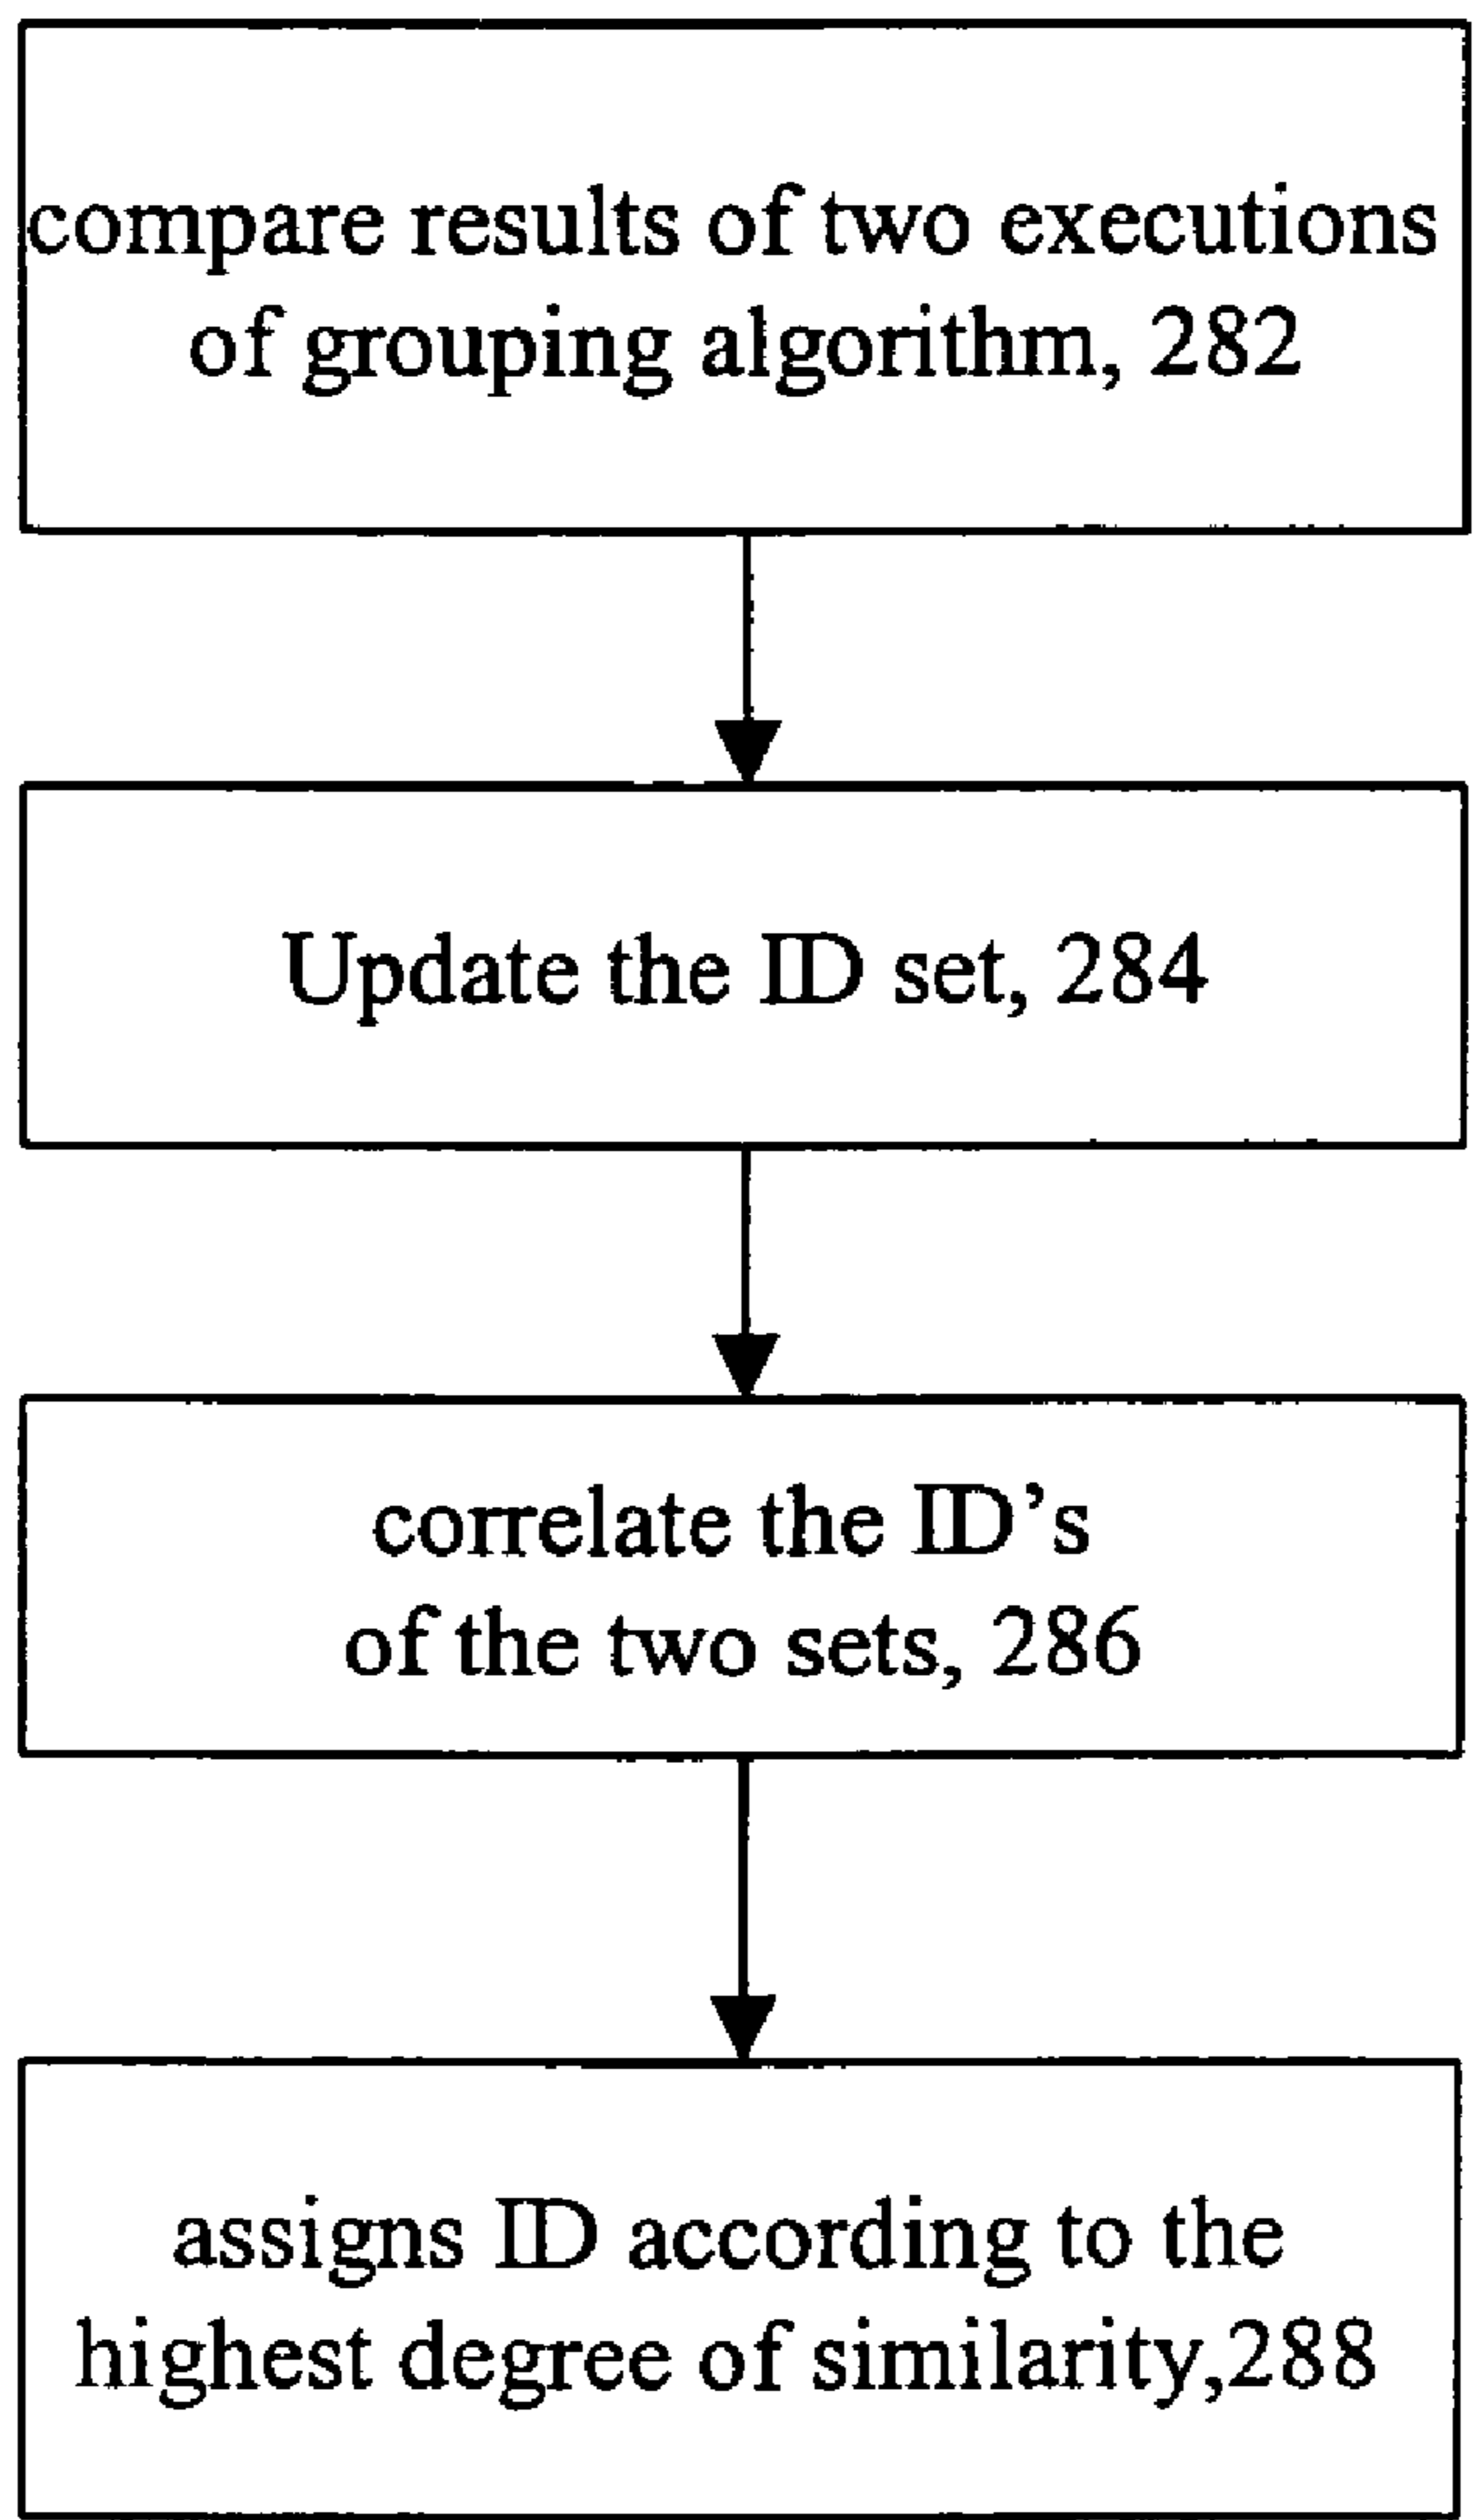 compare results of two executions
of grouping algorithm, 282
Update the ID set, 284
correlate the ID’s
of the two sets, 286
assigns ID according to the
highest degree of similarity,288